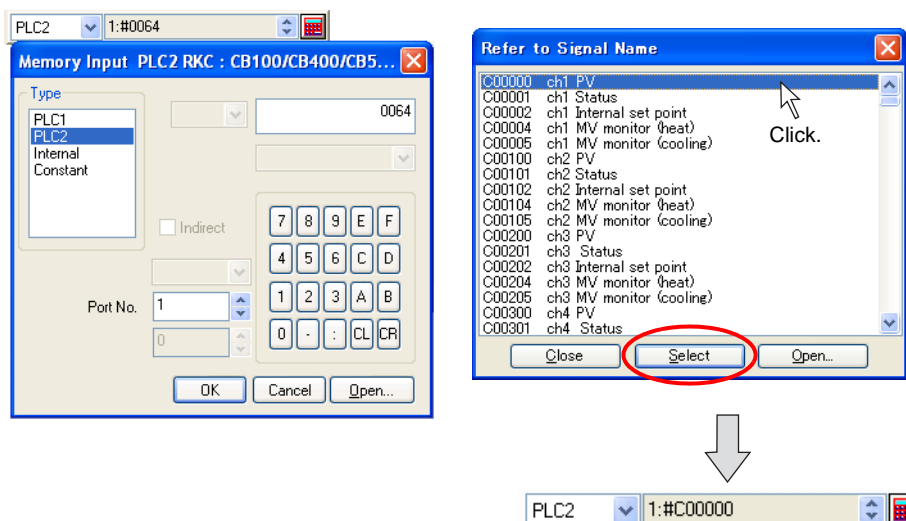 PLC2 1:#0064
Memory Input PLC2 RKC : CB100/CB400/CB5...
Type
PLC1
PLC2
Internal
Constant
0064
Indirect
7 8 9 E F
4 5 6 C D
1 2 3 A B
0 - : CL CR
Port No. 1
0
OK Cancel Open...
Refer to Signal Name
C00000 ch1 PV
C00001 ch1 Status
C00002 ch1 Internal set point
C00004 ch1 MV monitor (heat)
C00005 ch1 MV monitor (cooling)
C00100 ch2 PV
C00101 ch2 Status
C00102 ch2 Internal set point
C00104 ch2 MV monitor (heat)
C00105 ch2 MV monitor (cooling)
C00200 ch3 PV
C00201 ch3 Status
C00202 ch3 Internal set point
C00204 ch3 MV monitor (heat)
C00205 ch3 MV monitor (cooling)
C00300 ch4 PV
C00301 ch4 Status
Click.
Close Select Open...
PLC2 1:#C00000